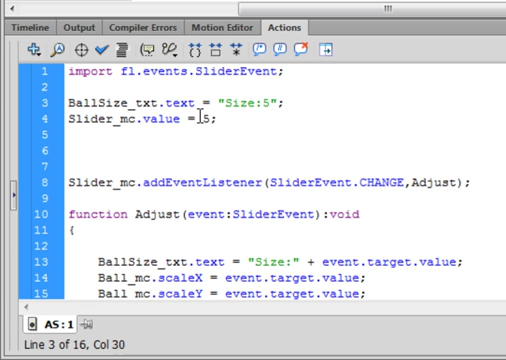 Timeline Output Compiler Errors Motion Editor Actions
1 import fl.events.SliderEvent;
2
3 BallSize_txt.text = "Size:5";
4 Slider_mc.value = 5;
5
6
7
8 Slider_mc.addEventListener(SliderEvent.CHANGE,Adjust);
9
10 function Adjust(event:SliderEvent):void
11 {
12
13 BallSize_txt.text = "Size:" + event.target.value;
14 Ball_mc.scaleX = event.target.value;
15 Ball_mc.scaleY = event.target.value;
AS:1
Line 3 of 16, Col 30